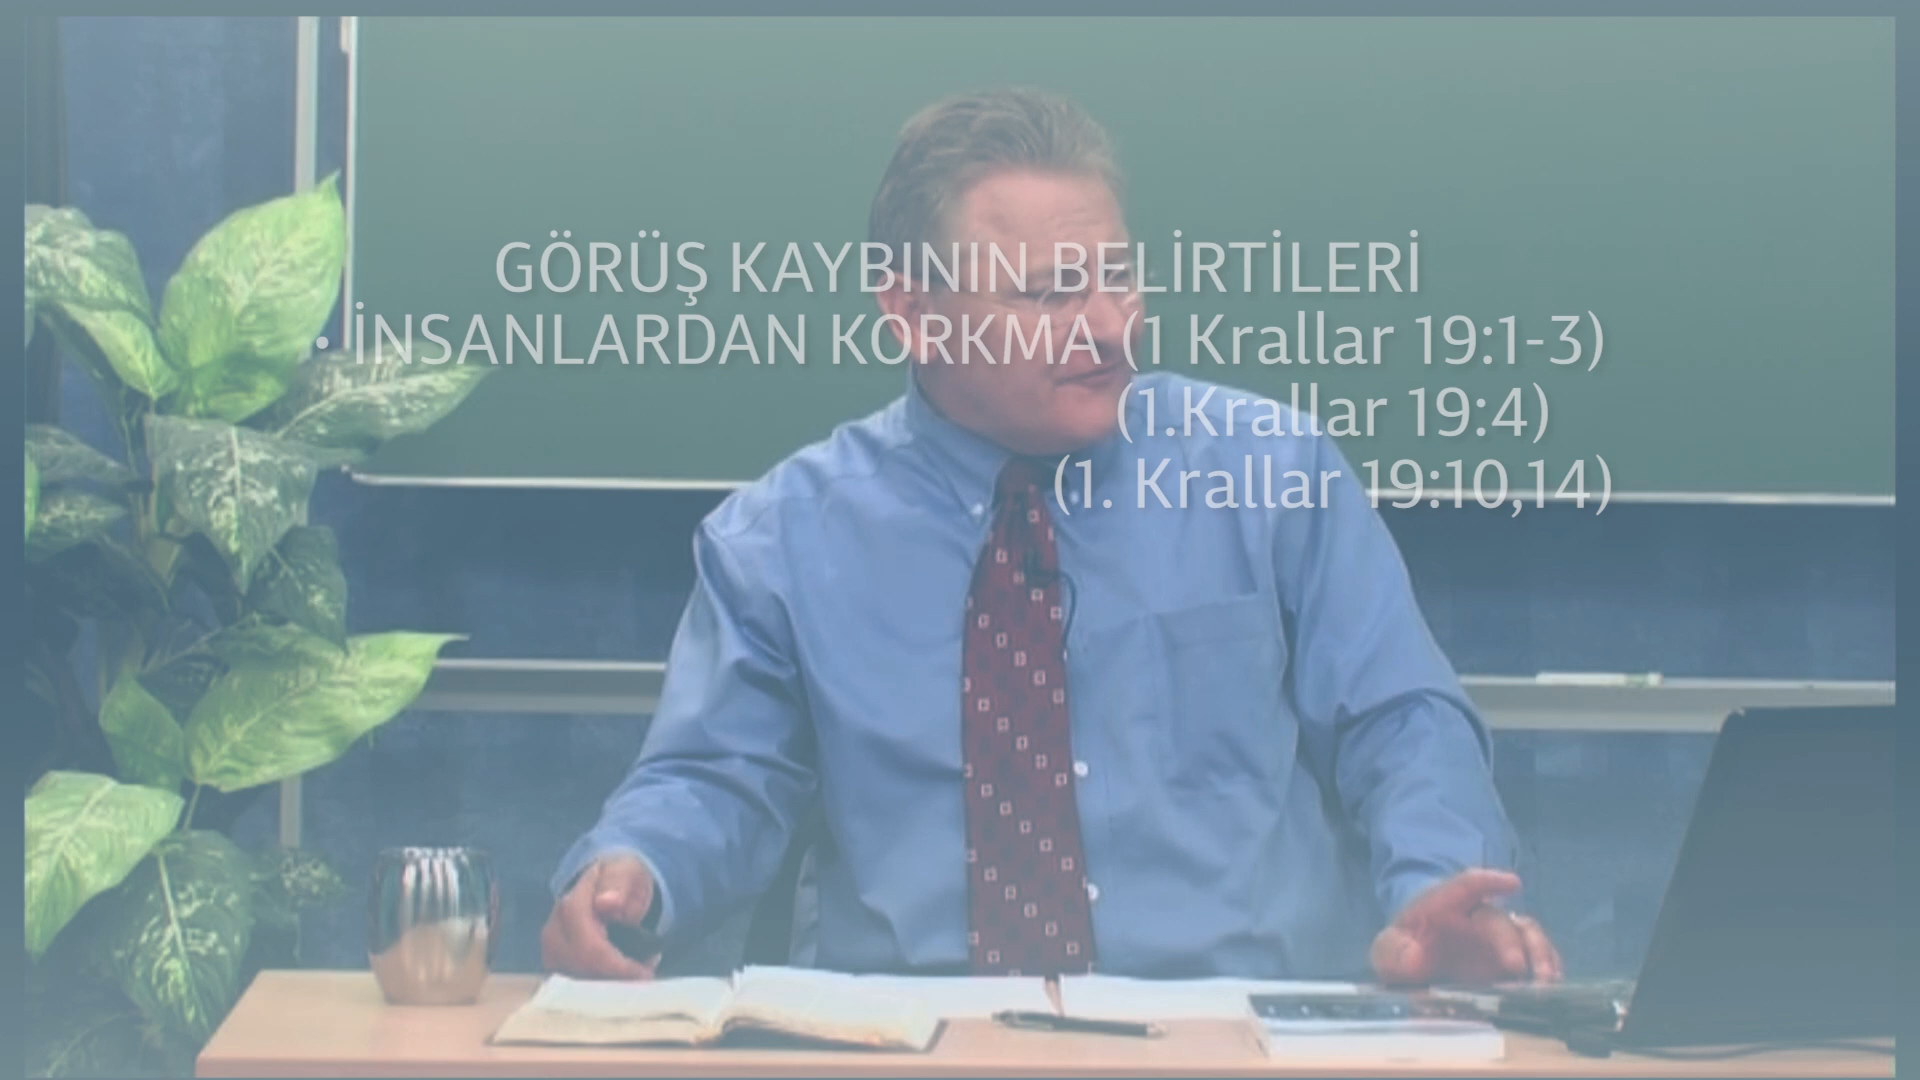 GÖRÜŞ KAYBININ BELİRTİLERİ
• İNSANLARDAN KORKMA (1 Krallar 19:1-3)
(1.Krallar 19:4)
(1. Krallar 19:10,14)